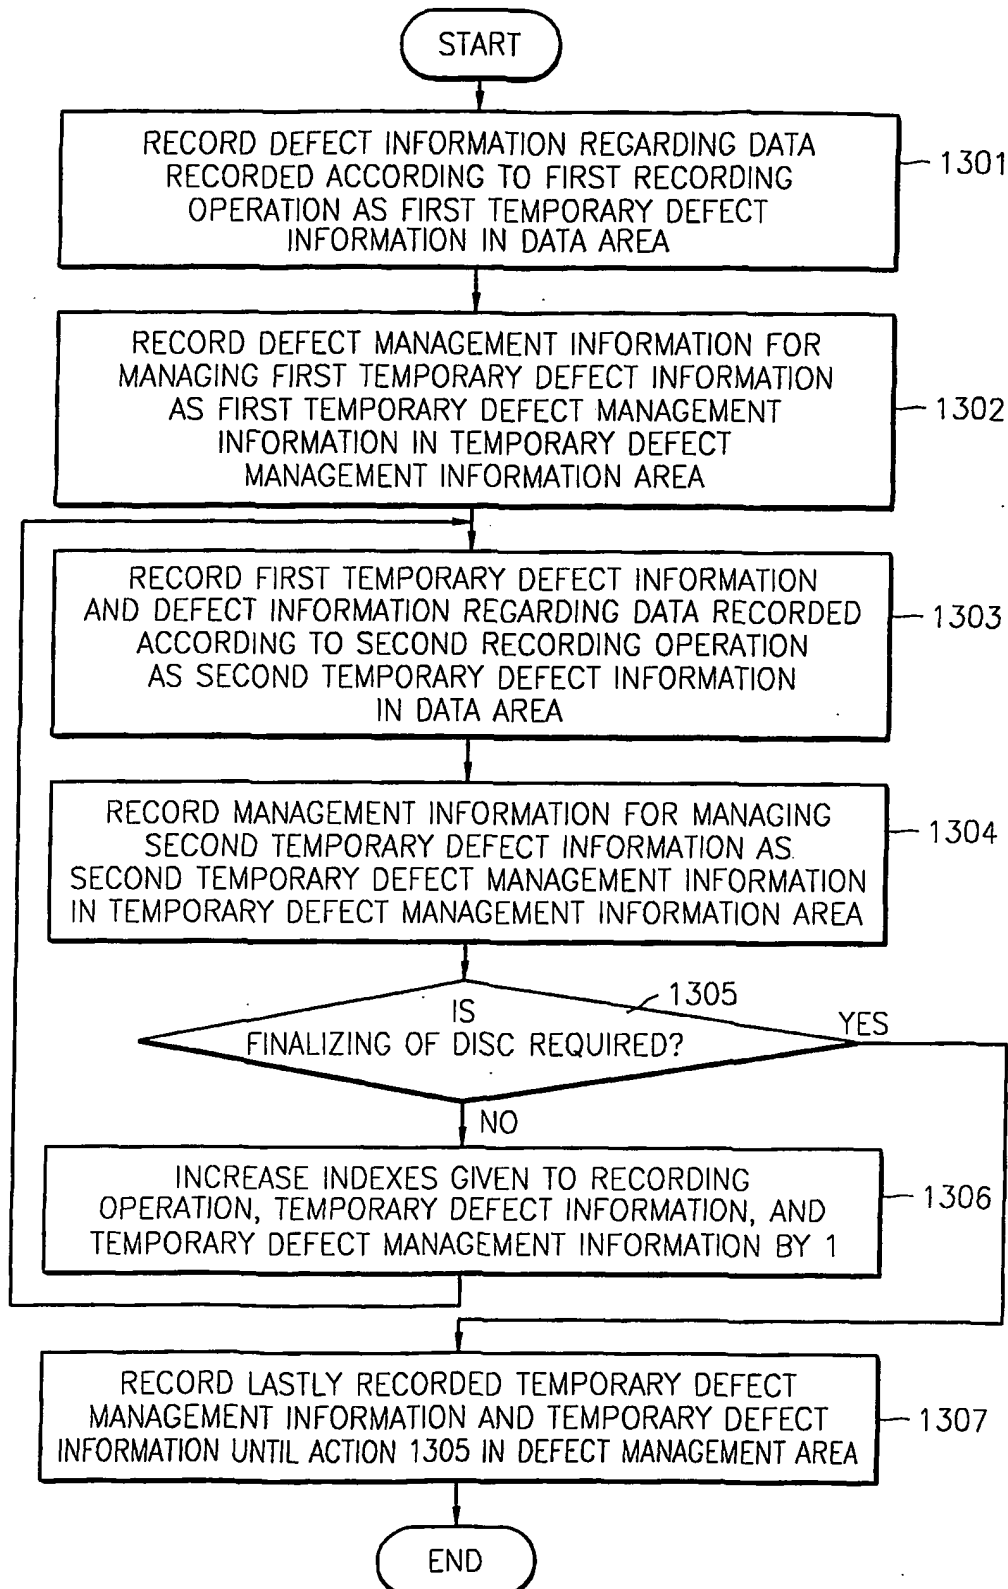 START
RECORD DEFECT INFORMATION REGARDING DATA
RECORDED ACCORDING TO FIRST RECORDING
OPERATION AS FIRST TEMPORARY DEFECT
INFORMATION IN DATA AREA
1301
RECORD DEFECT MANAGEMENT INFORMATION FOR
MANAGING FIRST TEMPORARY DEFECT INFORMATION
AS FIRST TEMPORARY DEFECT MANAGEMENT
INFORMATION IN TEMPORARY DEFECT
MANAGEMENT INFORMATION AREA
1302
RECORD FIRST TEMPORARY DEFECT INFORMATION
AND DEFECT INFORMATION REGARDING DATA RECORDED
ACCORDING TO SECOND RECORDING OPERATION
AS SECOND TEMPORARY DEFECT INFORMATION
IN DATA AREA
1303
RECORD MANAGEMENT INFORMATION FOR MANAGING
SECOND TEMPORARY DEFECT INFORMATION AS
SECOND TEMPORARY DEFECT MANAGEMENT INFORMATION
IN TEMPORARY DEFECT MANAGEMENT INFORMATION AREA
1304
1305
IS
FINALIZING OF DISC REQUIRED?
YES
NO
INCREASE INDEXES GIVEN TO RECORDING
OPERATION, TEMPORARY DEFECT INFORMATION, AND
TEMPORARY DEFECT MANAGEMENT INFORMATION BY 1
1306
RECORD LASTLY RECORDED TEMPORARY DEFECT
MANAGEMENT INFORMATION AND TEMPORARY DEFECT
INFORMATION UNTIL ACTION 1305 IN DEFECT MANAGEMENT AREA
1307
END